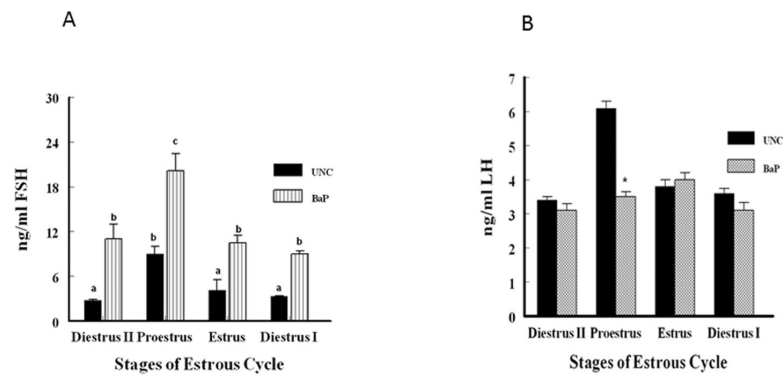 A
ng/ml FSH
30
24
18
12
6
0
a
b
b
c
a
b
a
b
UNC
BaP
Diestrus II Proestrus Estrus Diestrus I
Stages of Estrous Cycle
B
ng/ml LH
7
6
5
4
3
2
1
0
*
UNC
BaP
Diestrus II Proestrus Estrus Diestrus I
Stages of Estrous Cycle